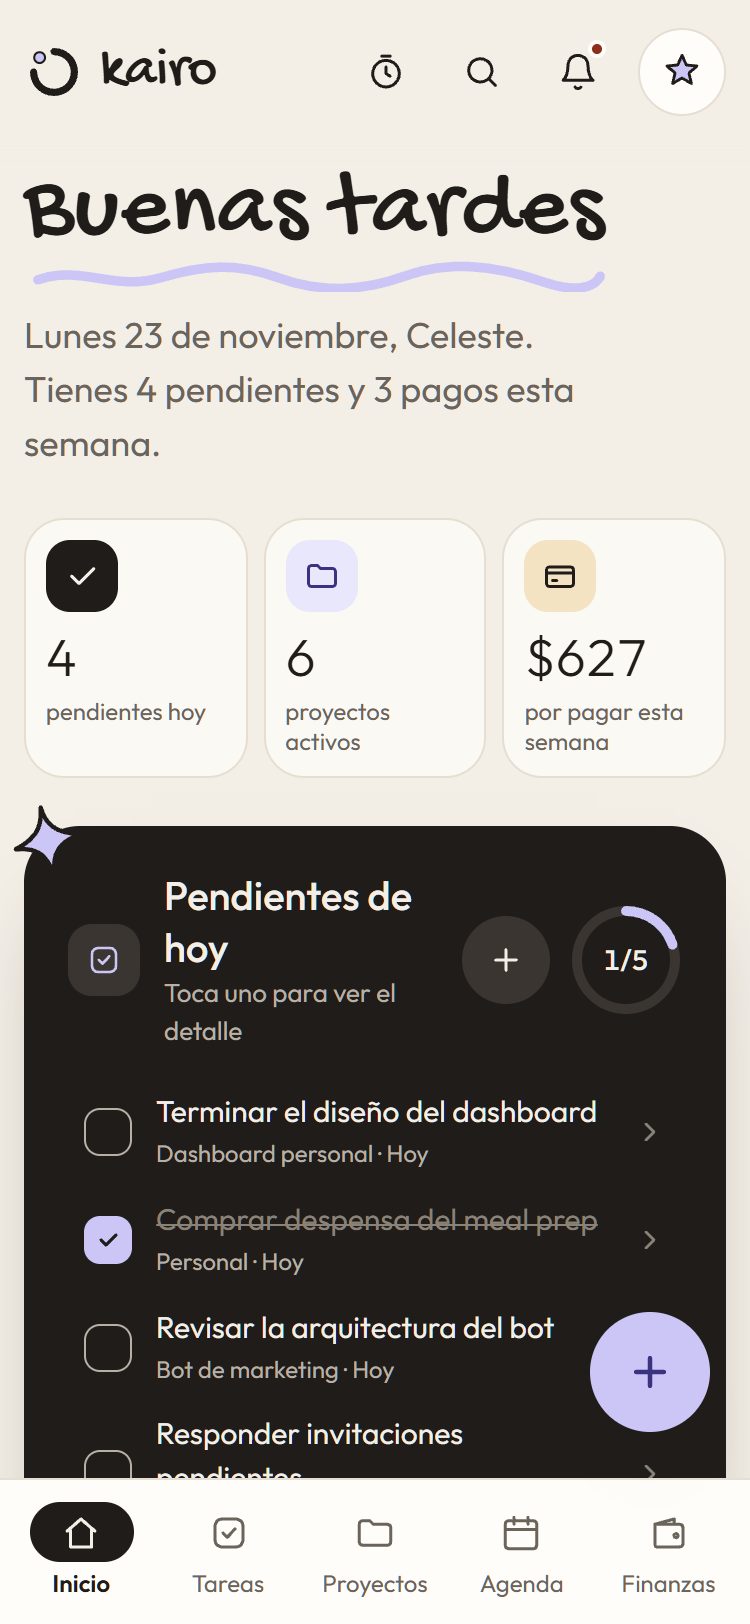 kairo
Buenas tardes
Lunes 23 de noviembre, Celeste.
Tienes 4 pendientes y 3 pagos esta
semana.
4
pendientes hoy
6
proyectos
activos
$627
por pagar esta
semana
Pendientes de
hoy
Toca uno para ver el
detalle
1/5
Terminar el diseño del dashboard
Dashboard personal · Hoy
Comprar despensa del meal prep
Personal · Hoy
Revisar la arquitectura del bot
Bot de marketing · Hoy
Responder invitaciones
pendientes
Inicio
Tareas
Proyectos
Agenda
Finanzas